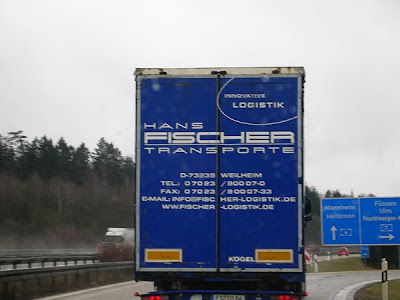 INNOVATIVE
LOGISTIK
HANS
FISCHER
TRANSPORTE
D-73235 WEILHEIM
TEL.: 07023/90007-0
FAX: 07023/90007-33
E-MAIL: INFO@FISCHER-LOGISTIK.DE
WWW.FISCHER-LOGISTIK.DE
KÖGEL
Mannheim
Heilbronn
Füssen
Ulm